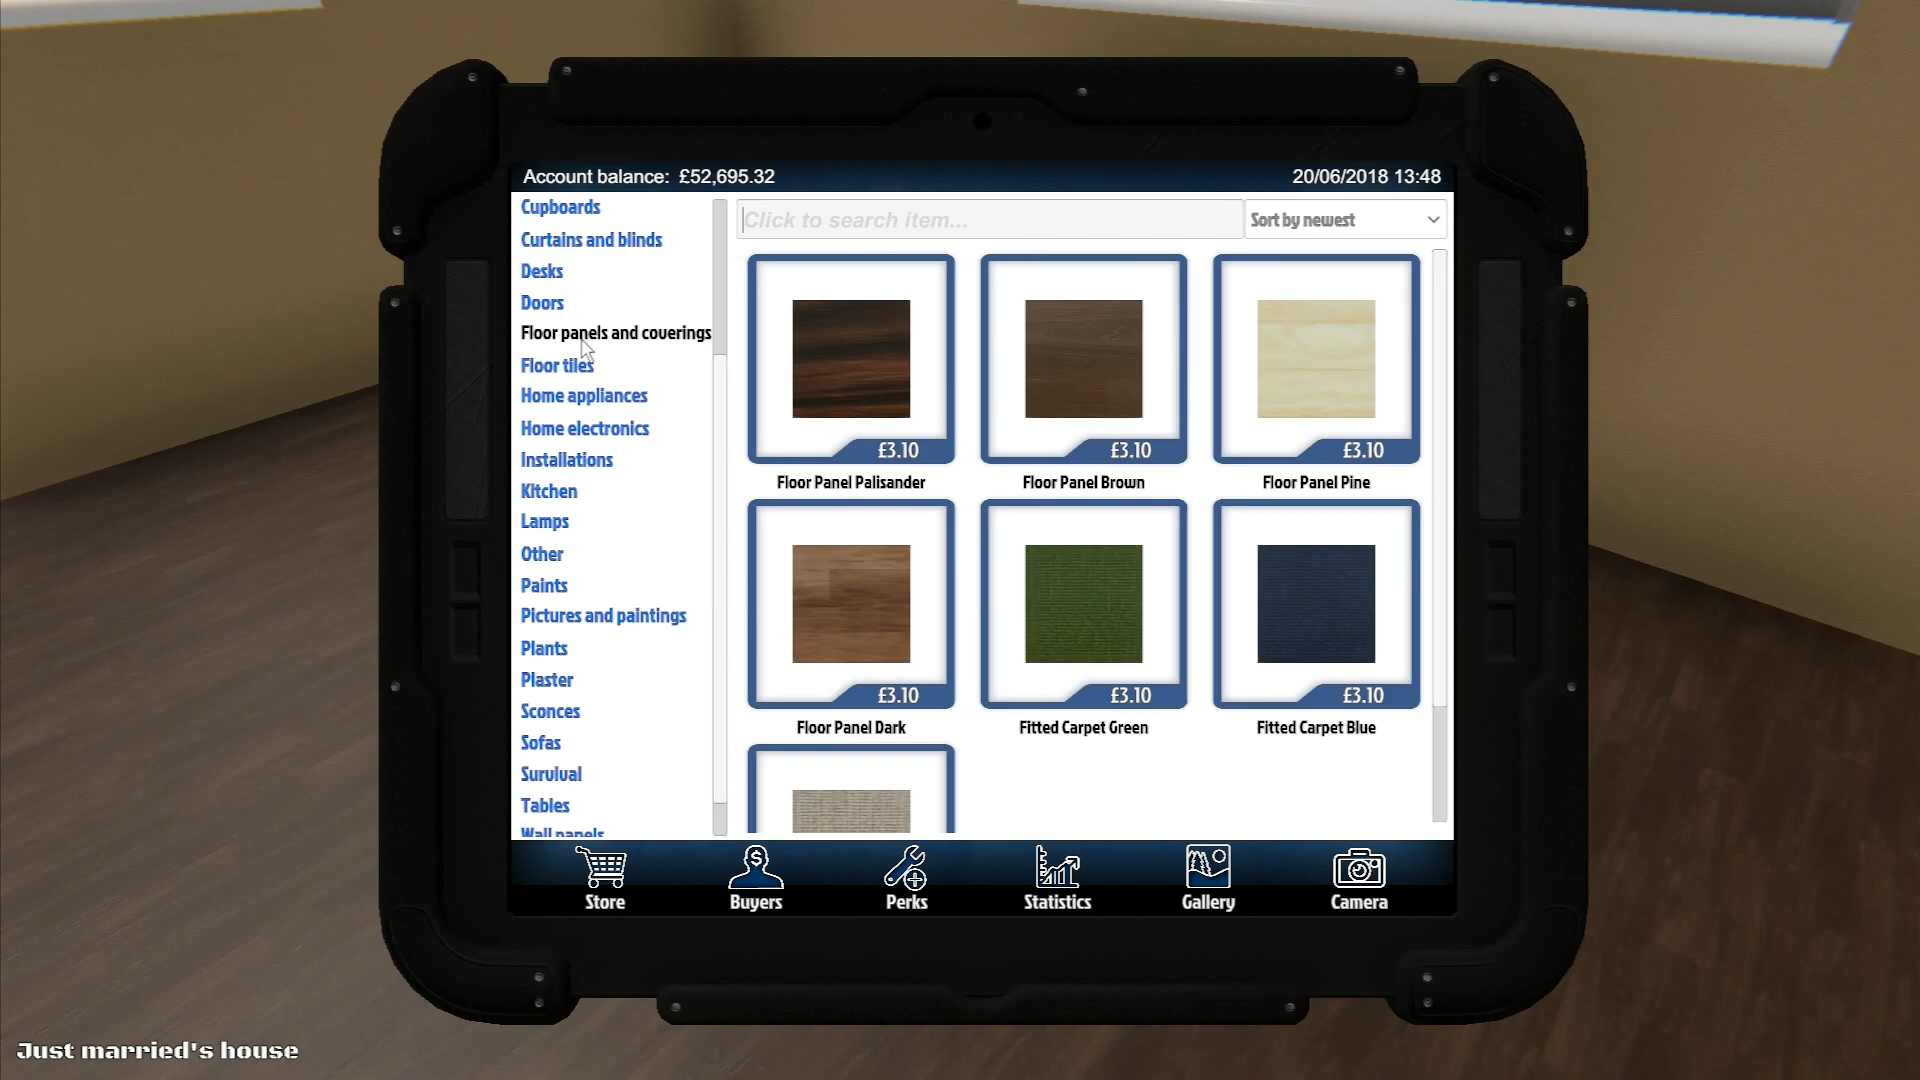 Account balance: £52,695.32
20/06/2018 13:48
Cupboards
Curtains and blinds
Desks
Doors
Floor panels and coverings
Floor tiles
Home appliances
Home electronics
Installations
Kitchen
Lamps
Other
Paints
Pictures and paintings
Plants
Plaster
Sconces
Sofas
Survival
Tables
Wall panels
Click to search item...
Sort by newest
£3.10
£3.10
£3.10
Floor Panel Palisander
Floor Panel Brown
Floor Panel Pine
£3.10
£3.10
£3.10
Floor Panel Dark
Fitted Carpet Green
Fitted Carpet Blue
Store
Buyers
Perks
Statistics
Gallery
Camera
Just married's house